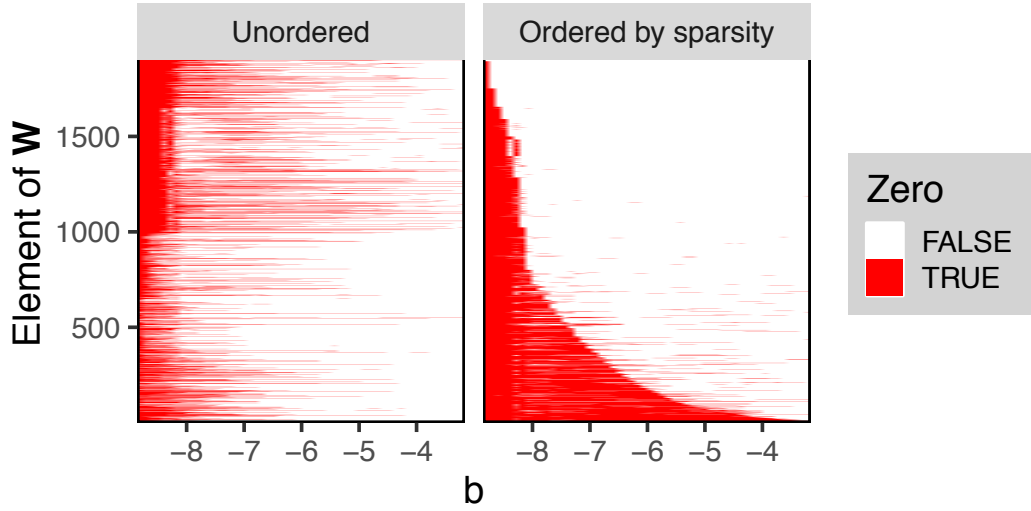 Unordered
Ordered by sparsity
Element of W
1500
1000
500
−8 −7 −6 −5 −4
−8 −7 −6 −5 −4
b
Zero
FALSE
TRUE